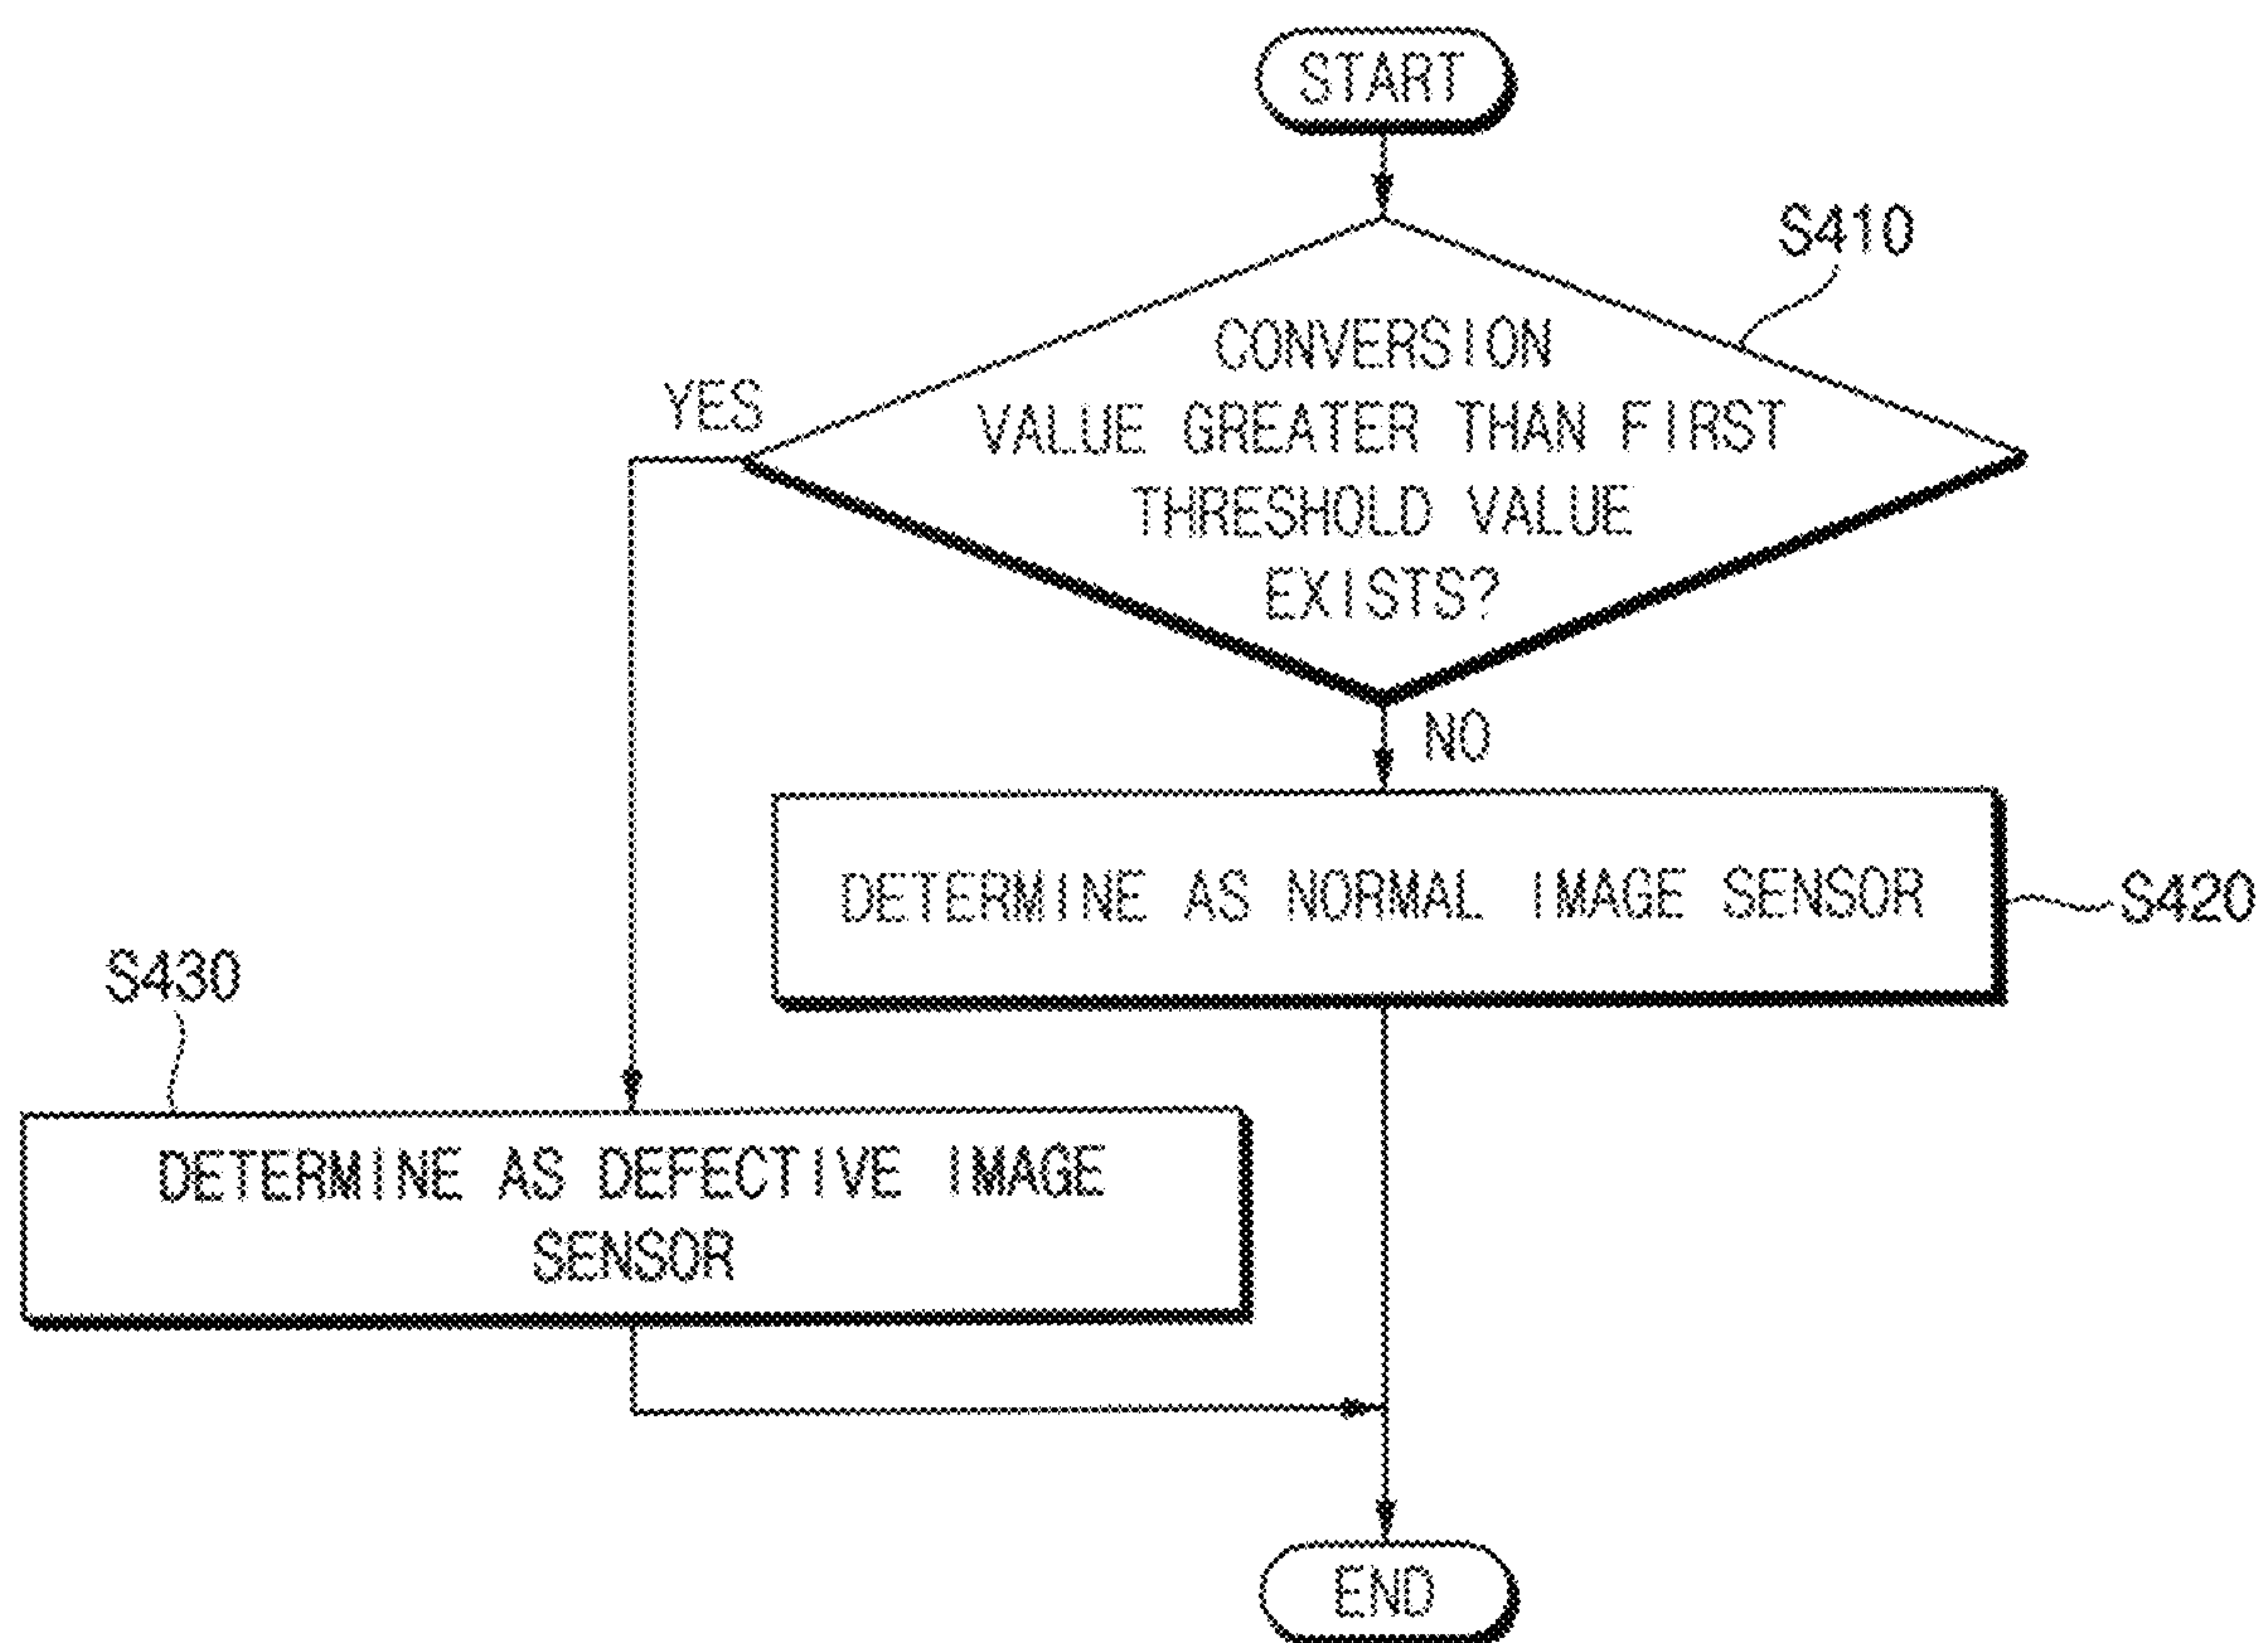 START
S410
CONVERSION
VALUE GREATER THAN FIRST
THRESHOLD VALUE
EXISTS?
YES
NO
DETERMINE AS NORMAL IMAGE SENSOR
S420
S430
DETERMINE AS DEFECTIVE IMAGE
SENSOR
END